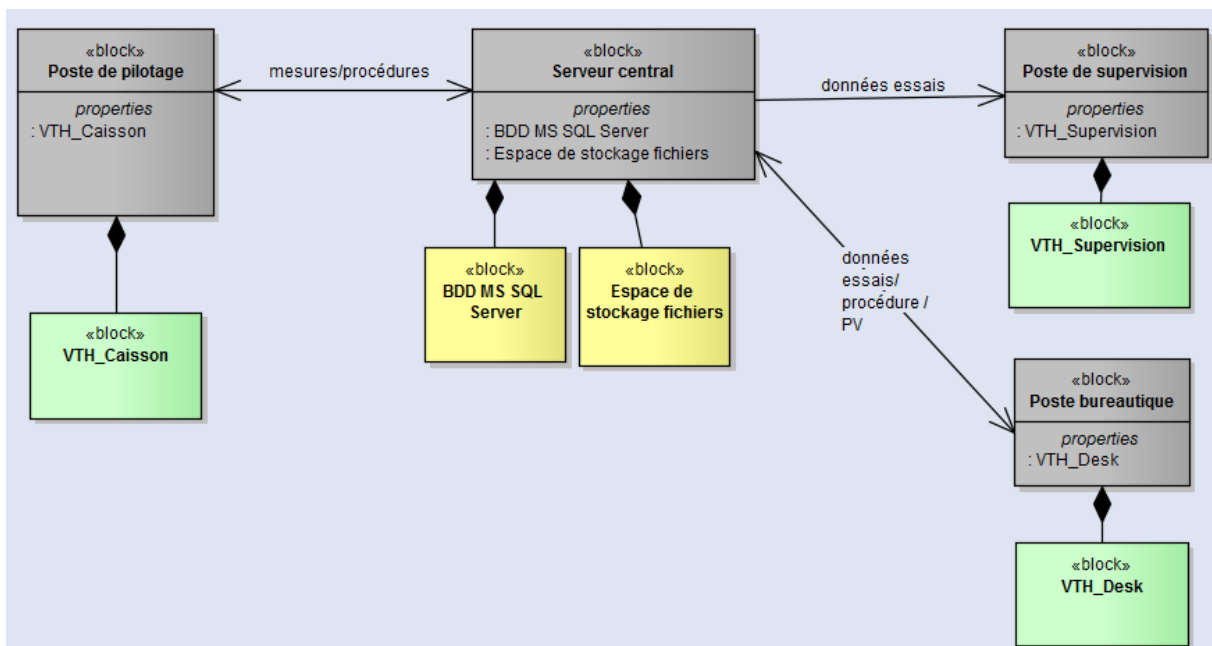 «block»
Poste de pilotage
properties
: VTH_Caisson
mesures/procédures
«block»
Serveur central
properties
: BDD MS SQL Server
: Espace de stockage fichiers
données essais
«block»
Poste de supervision
properties
: VTH_Supervision
«block»
VTH_Caisson
«block»
BDD MS SQL
Server
«block»
Espace de
stockage fichiers
données
essais/
procédure /
PV
«block»
VTH_Supervision
«block»
Poste bureautique
properties
: VTH_Desk
«block»
VTH_Desk